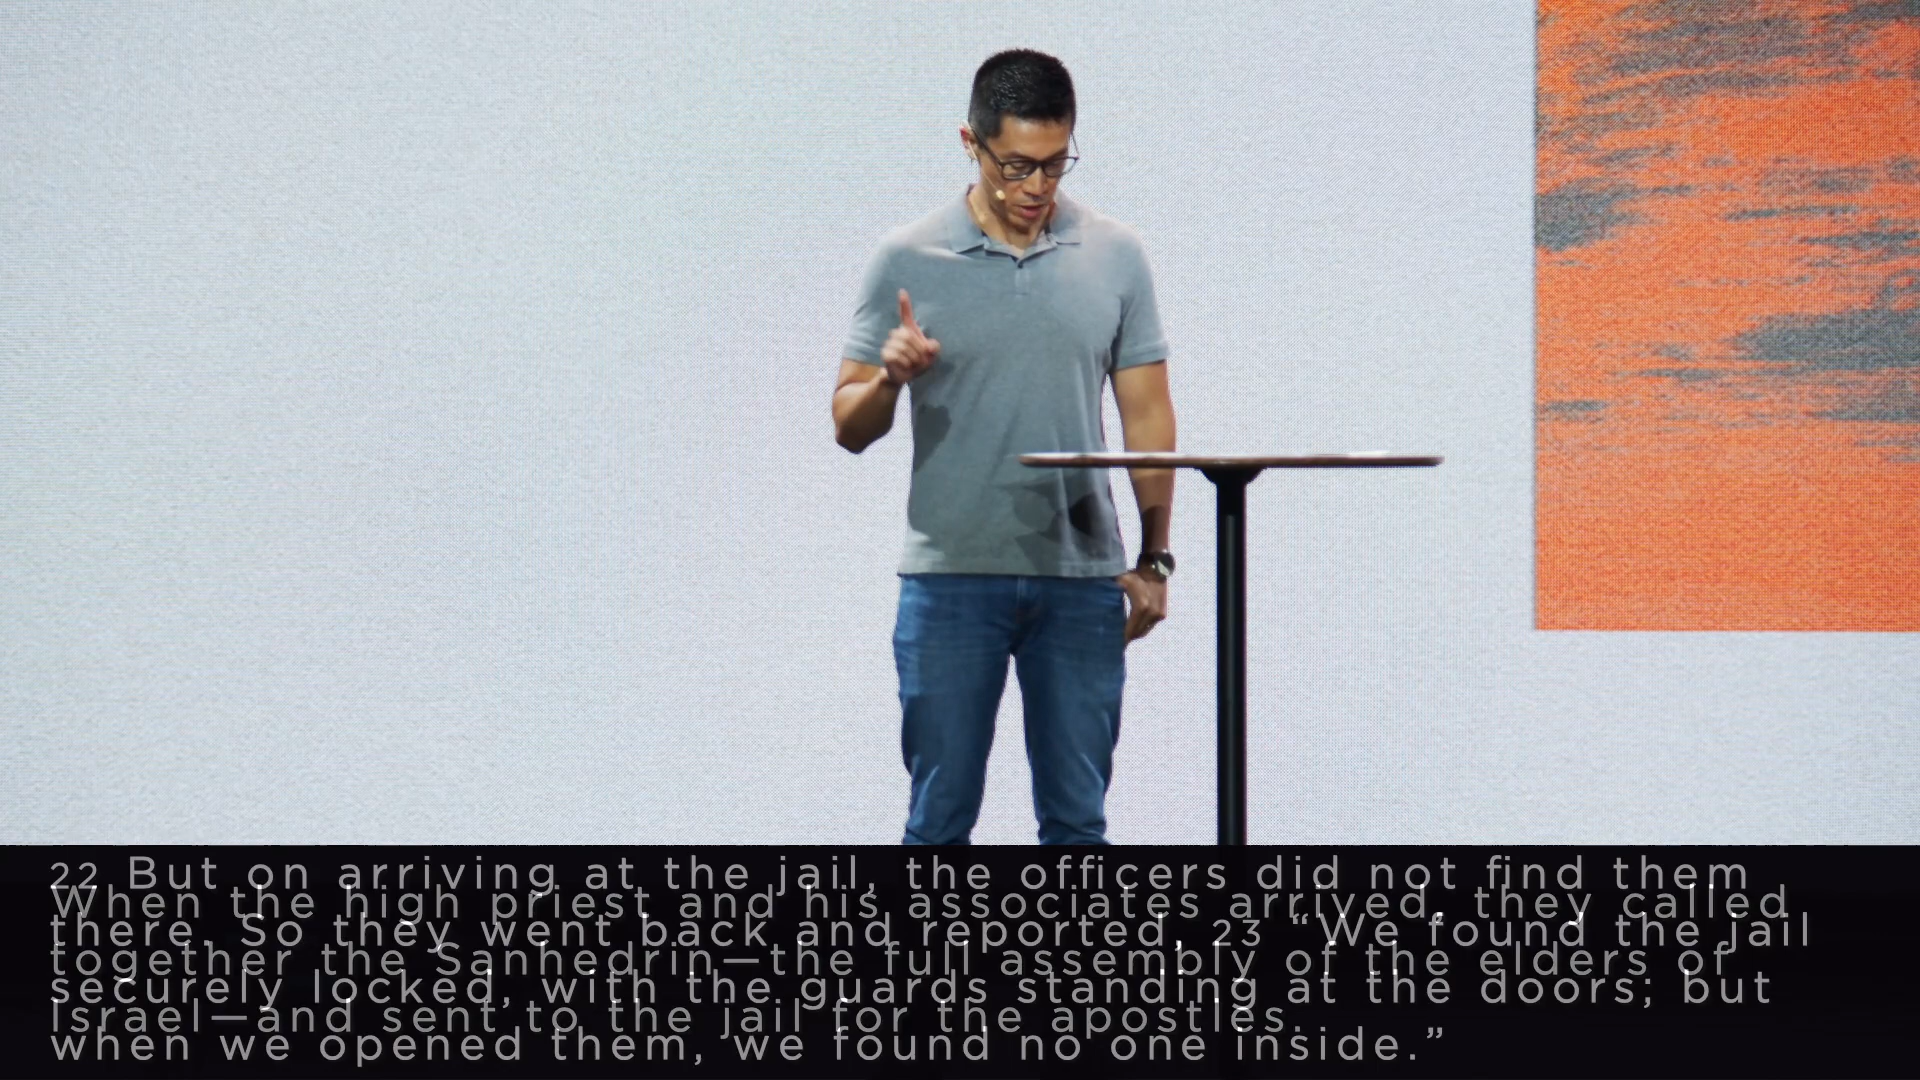 22 But on arriving at the jail, the officers did not find them
When the high priest and his associates arrived, they called
there. So they went back and reported, 23 “We found the jail
together the Sanhedrin—the full assembly of the elders of
securely locked, with the guards standing at the doors; but
Israel—and sent to the jail for the apostles.
when we opened them, we found no one inside.”